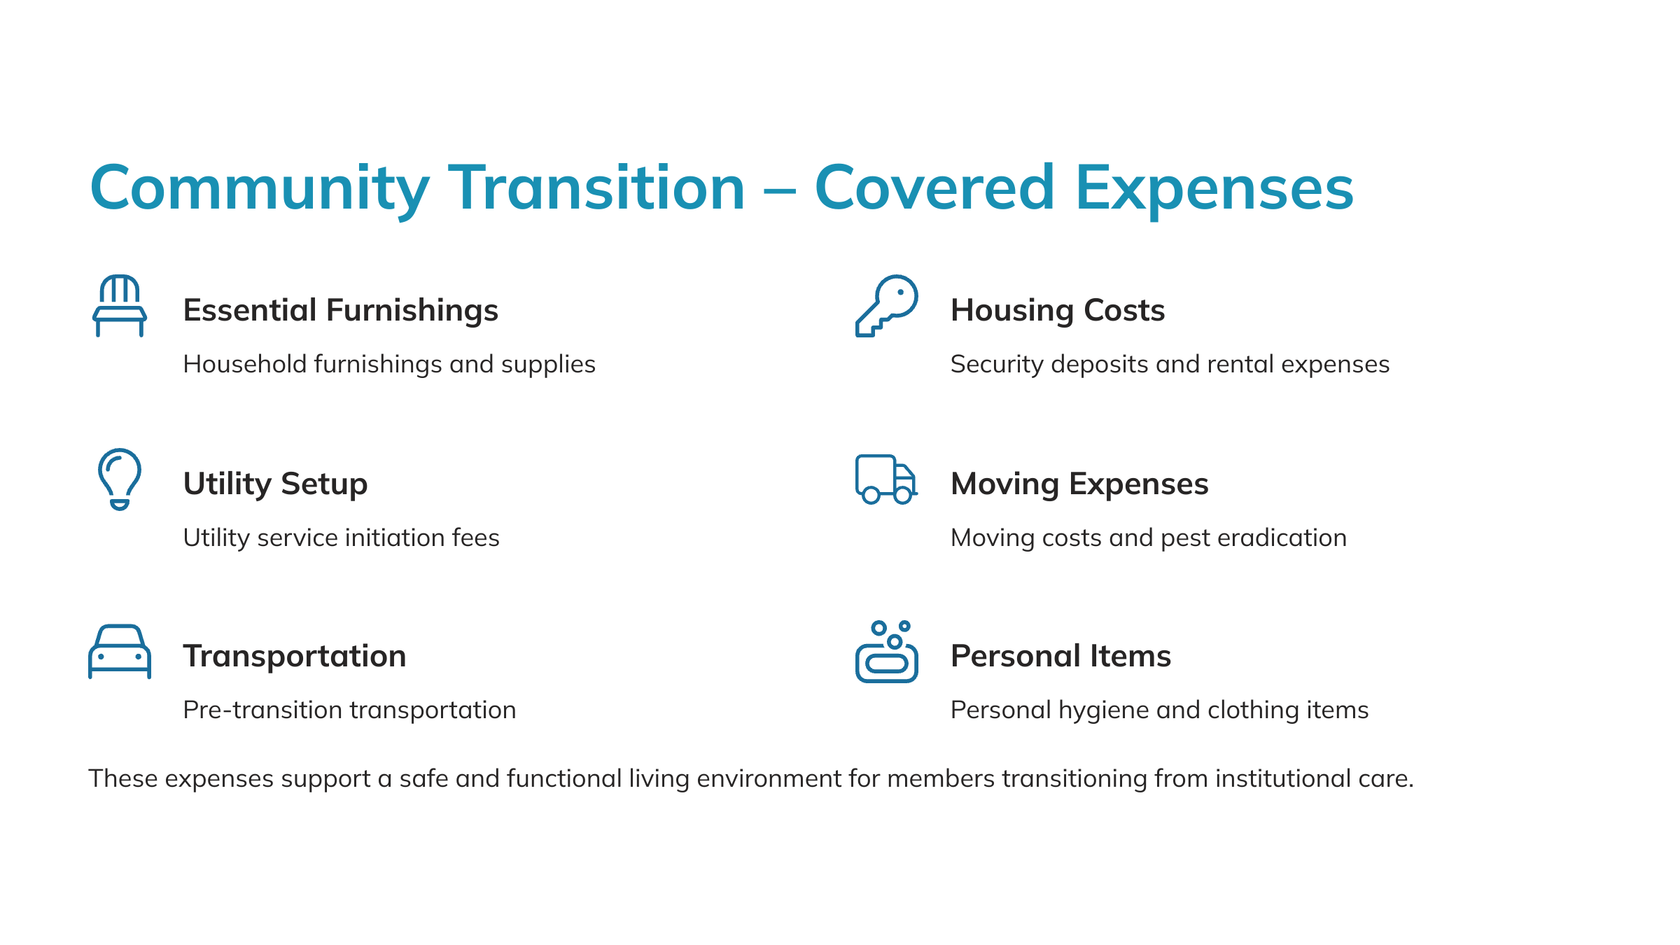 Community Transition – Covered Expenses
Essential Furnishings
Household furnishings and supplies
Housing Costs
Security deposits and rental expenses
Utility Setup
Utility service initiation fees
Moving Expenses
Moving costs and pest eradication
Transportation
Pre-transition transportation
Personal Items
Personal hygiene and clothing items
These expenses support a safe and functional living environment for members transitioning from institutional care.